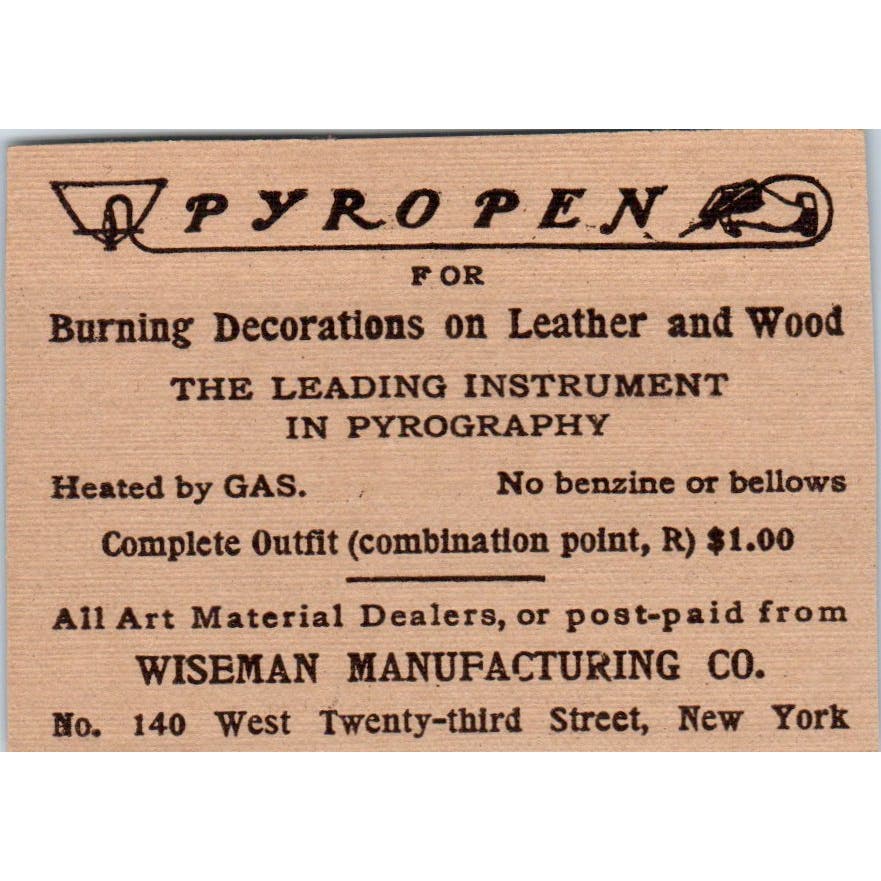 PYROPEN
FOR
Burning Decorations on Leather and Wood
THE LEADING INSTRUMENT
IN PYROGRAPHY
Heated by GAS. No benzine or bellows
Complete Outfit (combination point, R) $1.00
All Art Material Dealers, or post-paid from
WISEMAN MANUFACTURING CO.
No. 140 West Twenty-third Street, New York